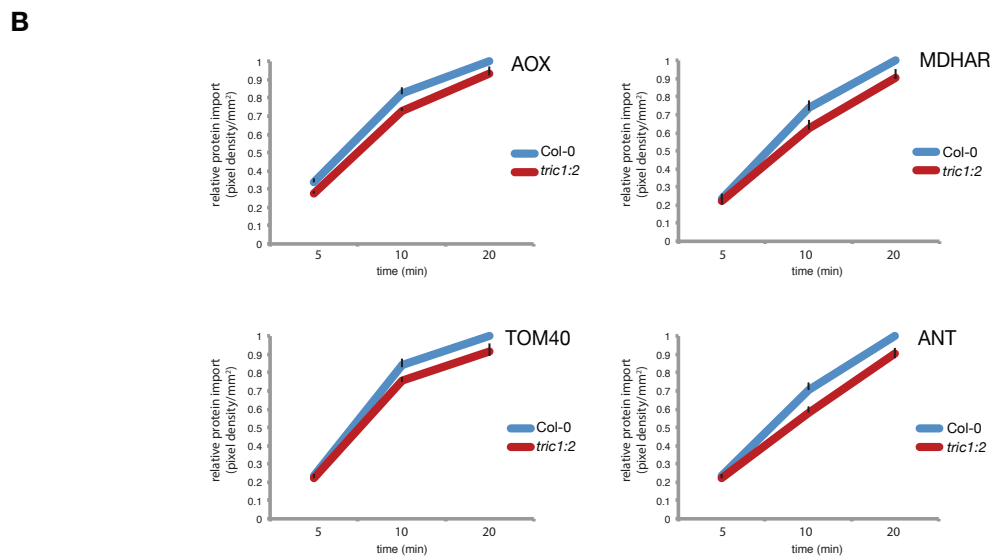 B
AOX
relative protein import
(pixel density/mm²)
1
0.9
0.8
0.7
0.6
0.5
0.4
0.3
0.2
0.1
0
5 10 20
time (min)
Col-0
tric1:2
MDHAR
relative protein import
(pixel density/mm²)
1
0.9
0.8
0.7
0.6
0.5
0.4
0.3
0.2
0.1
0
5 10 20
time (min)
Col-0
tric1:2
TOM40
relative protein import
(pixel density/mm²)
1
0.9
0.8
0.7
0.6
0.5
0.4
0.3
0.2
0.1
0
5 10 20
time (min)
Col-0
tric1:2
ANT
relative protein import
(pixel density/mm²)
1
0.9
0.8
0.7
0.6
0.5
0.4
0.3
0.2
0.1
0
5 10 20
time (min)
Col-0
tric1:2